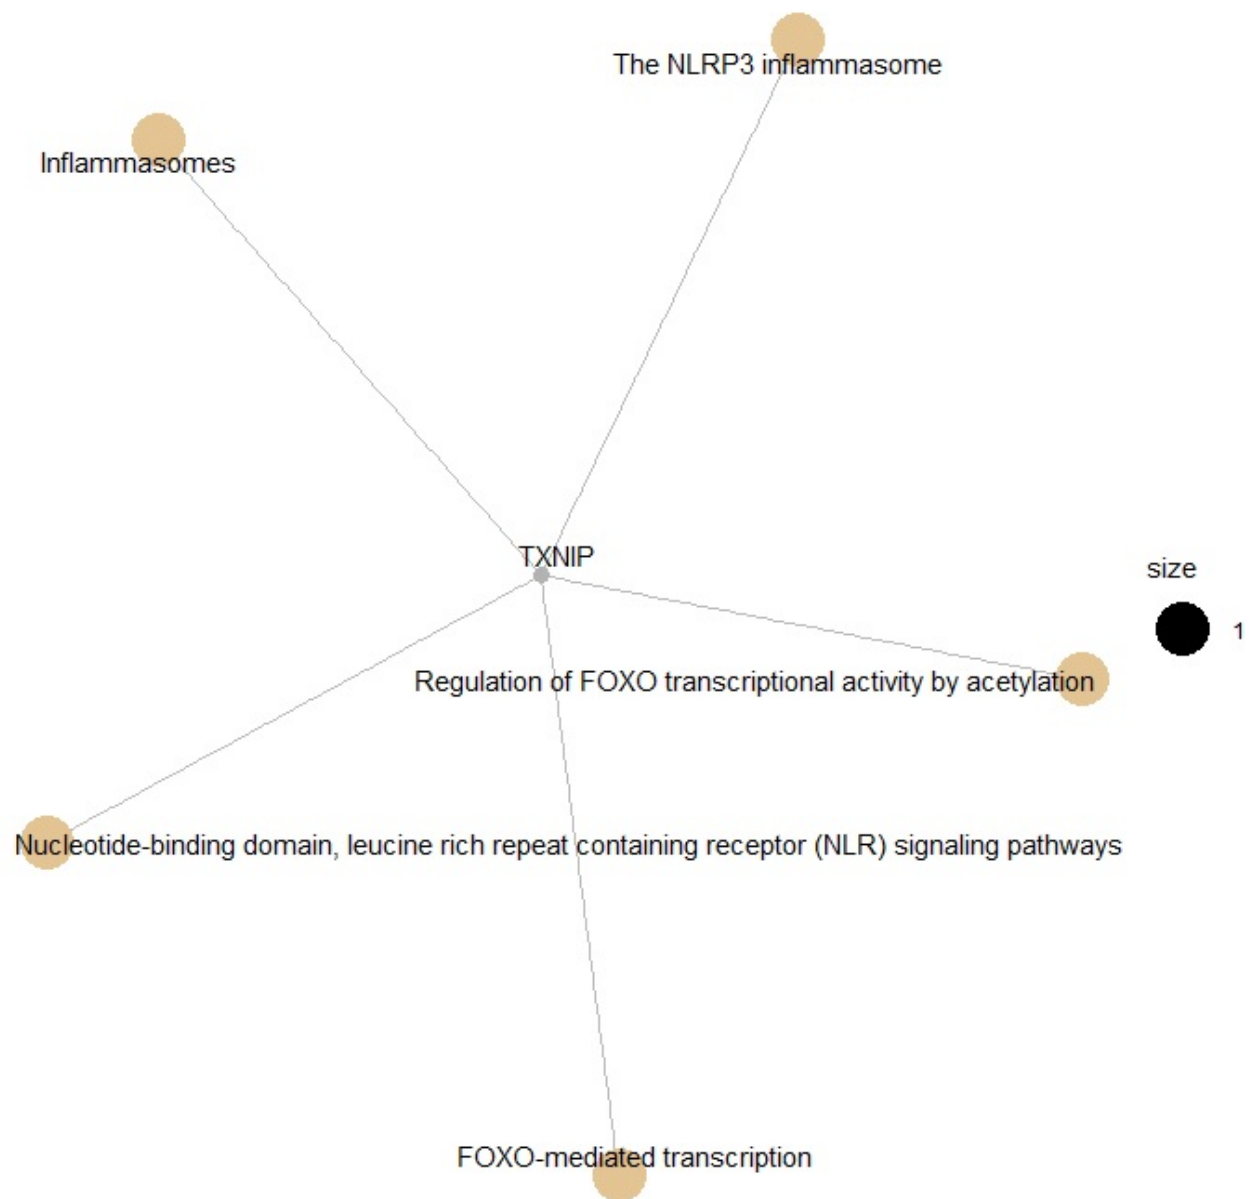 The NLRP3 inflammasome
Inflammasomes
TXNIP
size
1
Regulation of FOXO transcriptional activity by acetylation
Nucleotide-binding domain, leucine rich repeat containing receptor (NLR) signaling pathways
FOXO-mediated transcription